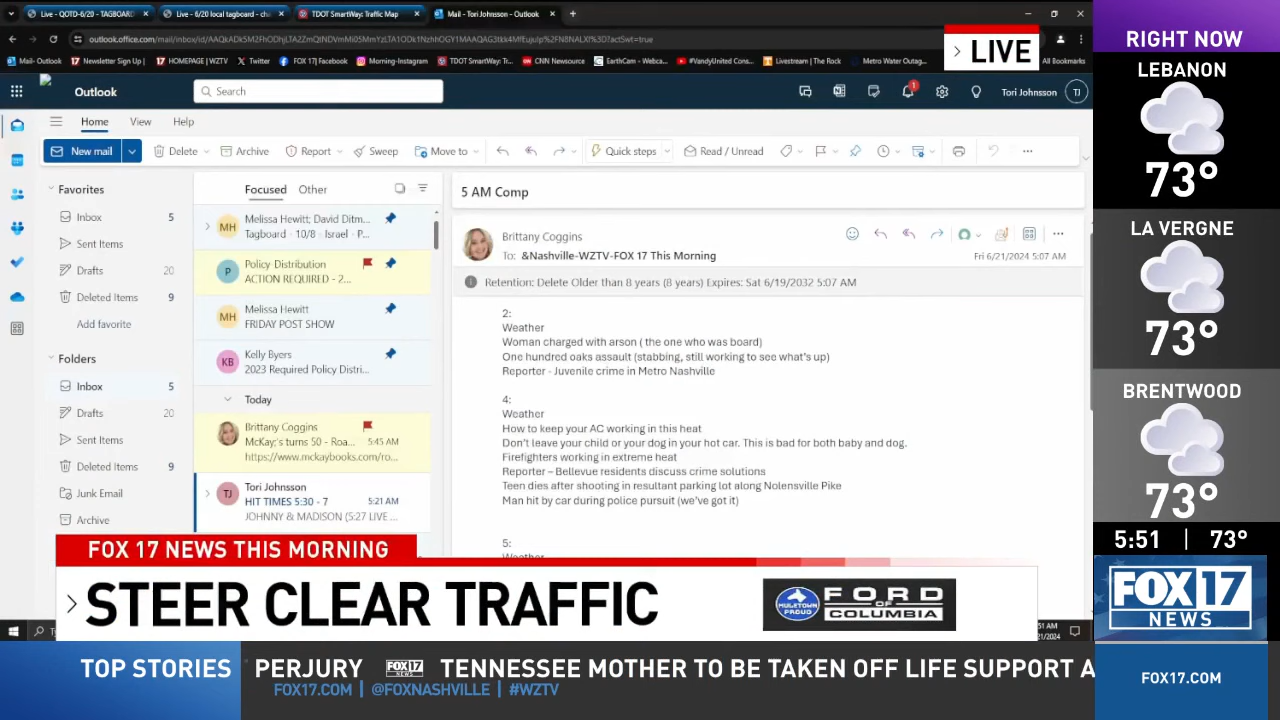 Live - QOTD-6/20 - TAGBOARD
Live - 6/20 local tagboard - cha
TDOT SmartWay: Traffic Map
Mail - Tori Johnsson - Outlook
Mail- Outlook
Newsletter Sign Up |
HOMEPAGE | WZTV
Twitter
FOX 17| Facebook
Morning-Instagram
TDOT SmartWay: Tr...
CNN Newsource
EarthCam - Webca...
#VandyUnited Cons...
Livestream | The Rock
Metro Water Outag...
All Bookmarks
> LIVE
Outlook
Search
1
Tori Johnsson
TJ
Home
View
Help
New mail
Delete
Archive
Report
Sweep
Move to
Quick steps
Read / Unread
Favorites
Inbox 5
Sent Items
Drafts 20
Deleted Items 9
Add favorite
Folders
Inbox 5
Drafts 20
Sent Items
Deleted Items 9
Junk Email
Archive
Focused
Other
MH
Melissa Hewitt; David Ditm...
Tagboard - 10/8 - Israel - P...
P
Policy-Distribution
ACTION REQUIRED - 2...
MH
Melissa Hewitt
FRIDAY POST SHOW
KB
Kelly Byers
2023 Required Policy Distri...
Today
Brittany Coggins
McKay;'s turns 50 - Roa... 5:45 AM
https://www.mckaybooks.com/ro...
TJ
Tori Johnsson
HIT TIMES 5:30 - 7 5:21 AM
JOHNNY & MADISON (5:27 LIVE ...
5 AM Comp
Brittany Coggins
To: &Nashville-WZTV-FOX 17 This Morning
Fri 6/21/2024 5:07 AM
Retention: Delete Older than 8 years (8 years) Expires: Sat 6/19/2032 5:07 AM
2:
Weather
Woman charged with arson ( the one who was board)
One hundred oaks assault (stabbing, still working to see what's up)
Reporter - Juvenile crime in Metro Nashville
4:
Weather
How to keep your AC working in this heat
Don't leave your child or your dog in your hot car. This is bad for both baby and dog.
Firefighters working in extreme heat
Reporter – Bellevue residents discuss crime solutions
Teen dies after shooting in resultant parking lot along Nolensville Pike
Man hit by car during police pursuit (we've got it)
5:
Weather
RIGHT NOW
LEBANON
73°
LA VERGNE
73°
BRENTWOOD
73°
5:51 | 73°
FOX 17
NEWS
FOX17.COM
FOX 17 NEWS THIS MORNING
> STEER CLEAR TRAFFIC
MULETOWN
PROUD
FORD
OF
COLUMBIA
TOP STORIES
PERJURY FOX 17 NEWS TENNESSEE MOTHER TO BE TAKEN OFF LIFE SUPPORT A
FOX17.COM | @FOXNASHVILLE | #WZTV